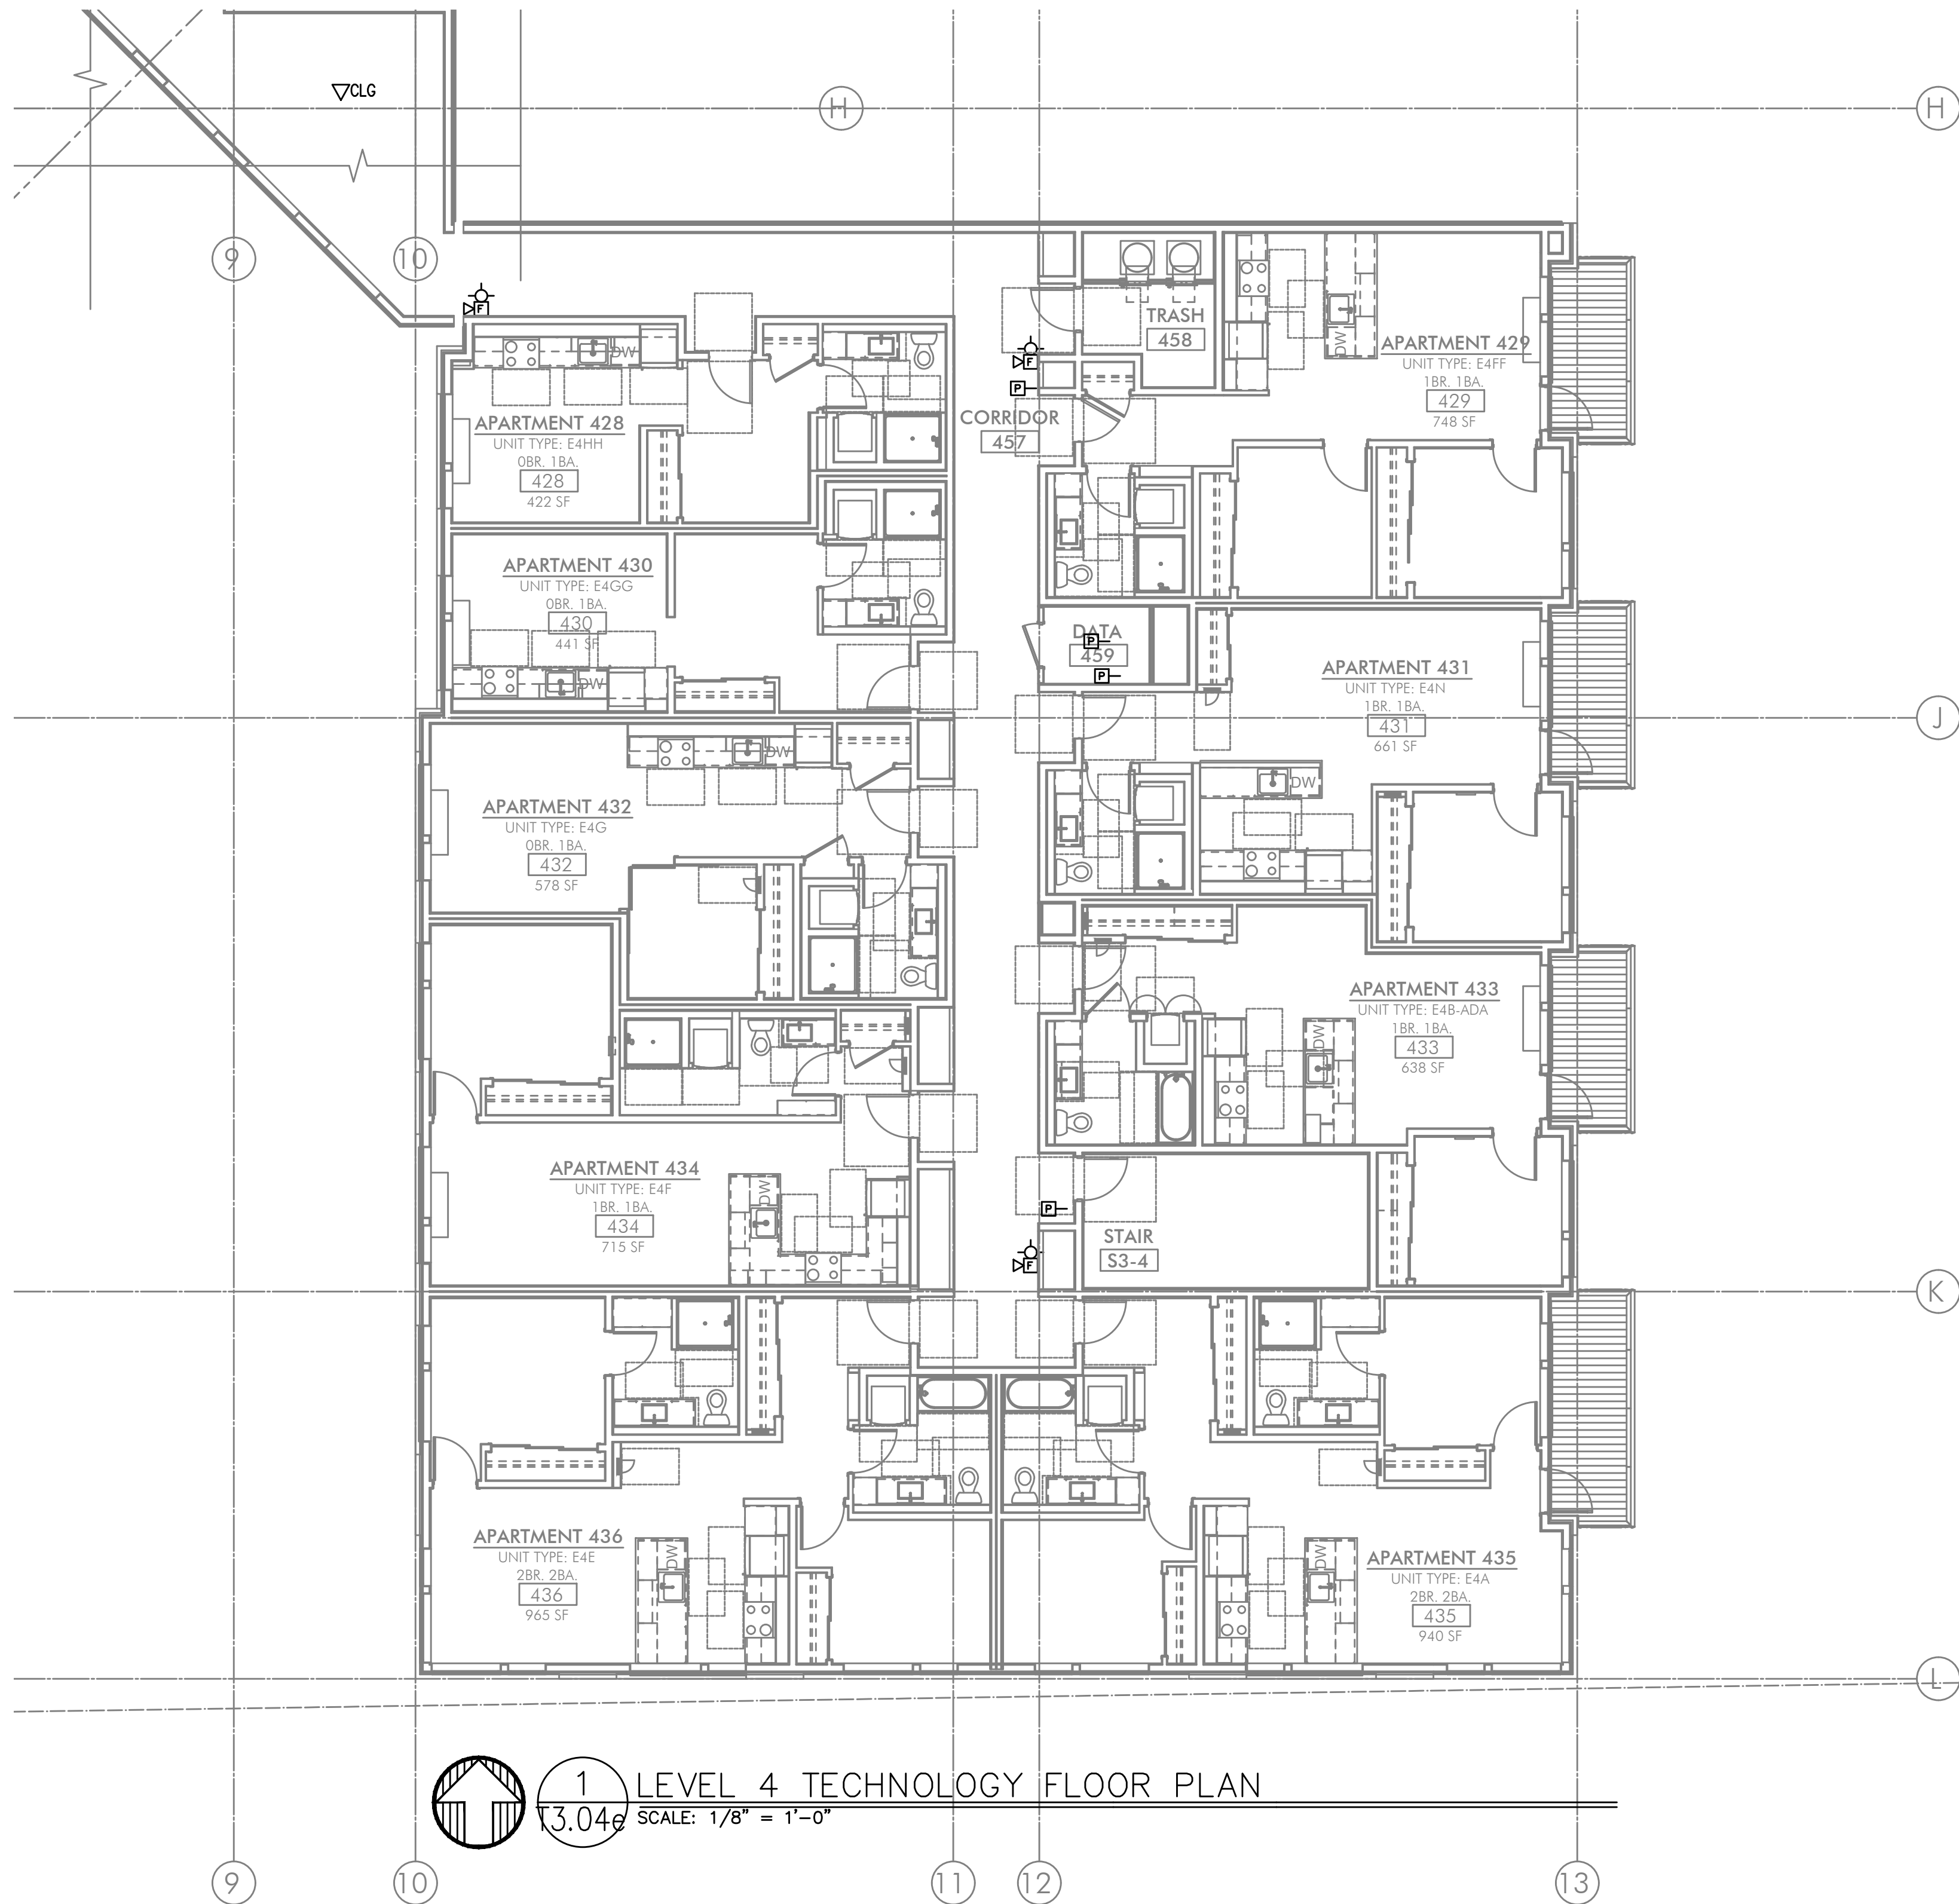 CLG
H
H
9
10
TRASH
458
APARTMENT 429
UNIT TYPE: E4FF
1BR. 1BA.
429
748 SF
DW
DW
F
F
P
APARTMENT 428
UNIT TYPE: E4HH
0BR. 1BA.
428
422 SF
CORRIDOR
457
APARTMENT 430
UNIT TYPE: E4GG
0BR. 1BA.
430
441 SF
DW
DATA
P
459
P
APARTMENT 431
UNIT TYPE: E4N
1BR. 1BA.
431
661 SF
DW
J
DW
APARTMENT 432
UNIT TYPE: E4G
0BR. 1BA.
432
578 SF
APARTMENT 433
UNIT TYPE: E4B-ADA
1BR. 1BA.
433
638 SF
DW
APARTMENT 434
UNIT TYPE: E4F
1BR. 1BA.
434
715 SF
DW
P
STAIR
S3-4
F
K
APARTMENT 436
UNIT TYPE: E4E
2BR. 2BA.
436
965 SF
DW
DW
APARTMENT 435
UNIT TYPE: E4A
2BR. 2BA.
435
940 SF
L
1
T3.04e
LEVEL 4 TECHNOLOGY FLOOR PLAN
SCALE: 1/8" = 1'-0"
9
10
11
12
13